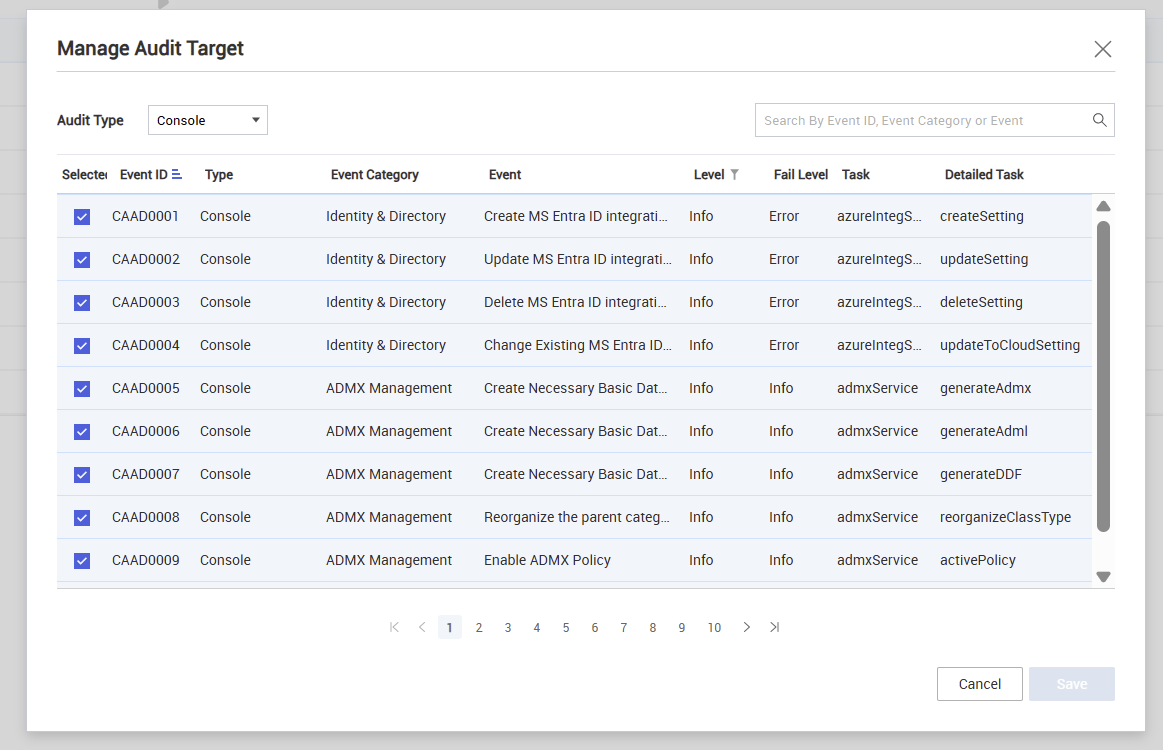 Manage Audit Target
Audit Type Console Search By Event ID, Event Category or Event
Selected Event ID Type Event Category Event Level Fail Level Task Detailed Task
CAAD0001 Console Identity & Directory Create MS Entra ID integrati... Info Error azureIntegS... createSetting
CAAD0002 Console Identity & Directory Update MS Entra ID integrati... Info Error azureIntegS... updateSetting
CAAD0003 Console Identity & Directory Delete MS Entra ID integrati... Info Error azureIntegS... deleteSetting
CAAD0004 Console Identity & Directory Change Existing MS Entra ID... Info Error azureIntegS... updateToCloudSetting
CAAD0005 Console ADMX Management Create Necessary Basic Dat... Info Info admxService generateAdmx
CAAD0006 Console ADMX Management Create Necessary Basic Dat... Info Info admxService generateAdml
CAAD0007 Console ADMX Management Create Necessary Basic Dat... Info Info admxService generateDDF
CAAD0008 Console ADMX Management Reorganize the parent categ... Info Info admxService reorganizeClassType
CAAD0009 Console ADMX Management Enable ADMX Policy Info Info admxService activePolicy
1 2 3 4 5 6 7 8 9 10
Cancel Save